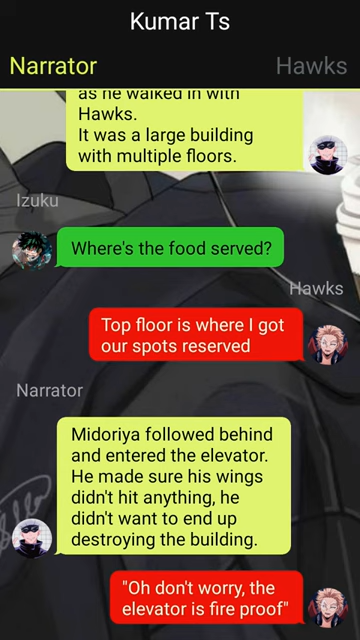 Kumar Ts
Narrator
Hawks
as he walked in with
Hawks.
It was a large building
with multiple floors.
Izuku
Where's the food served?
Hawks
Top floor is where I got
our spots reserved
Narrator
Midoriya followed behind
and entered the elevator.
He made sure his wings
didn't hit anything, he
didn't want to end up
destroying the building.
"Oh don't worry, the
elevator is fire proof"